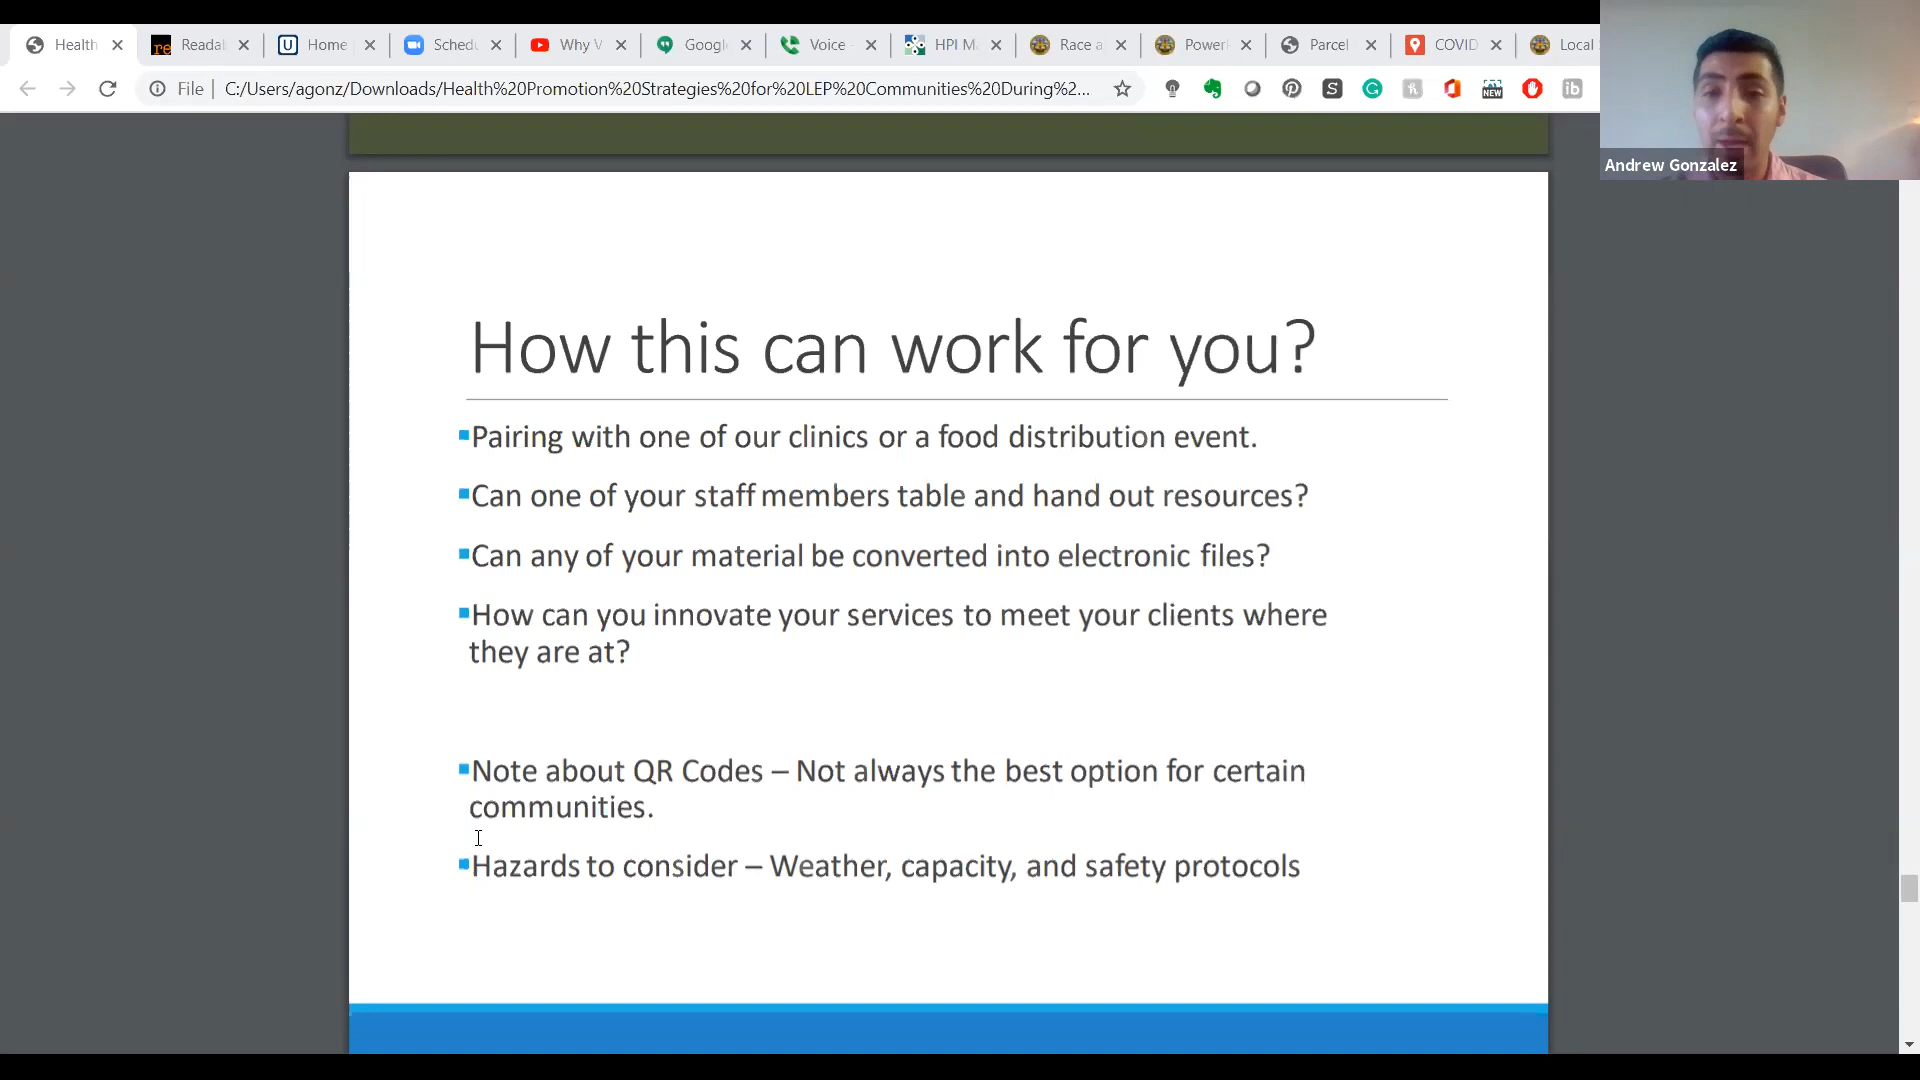 Health
Reada
Home
Sched
Why V
Googl
Voice
HPI M
Race a
Power
Parcel
COVID
Local
File
C:/Users/agonz/Downloads/Health%20Promotion%20Strategies%20for%20LEP%20Communities%20During%2...
NEW
Andrew Gonzalez
How this can work for you?
Pairing with one of our clinics or a food distribution event.
Can one of your staff members table and hand out resources?
Can any of your material be converted into electronic files?
How can you innovate your services to meet your clients where
they are at?
Note about QR Codes – Not always the best option for certain
communities.
Hazards to consider – Weather, capacity, and safety protocols